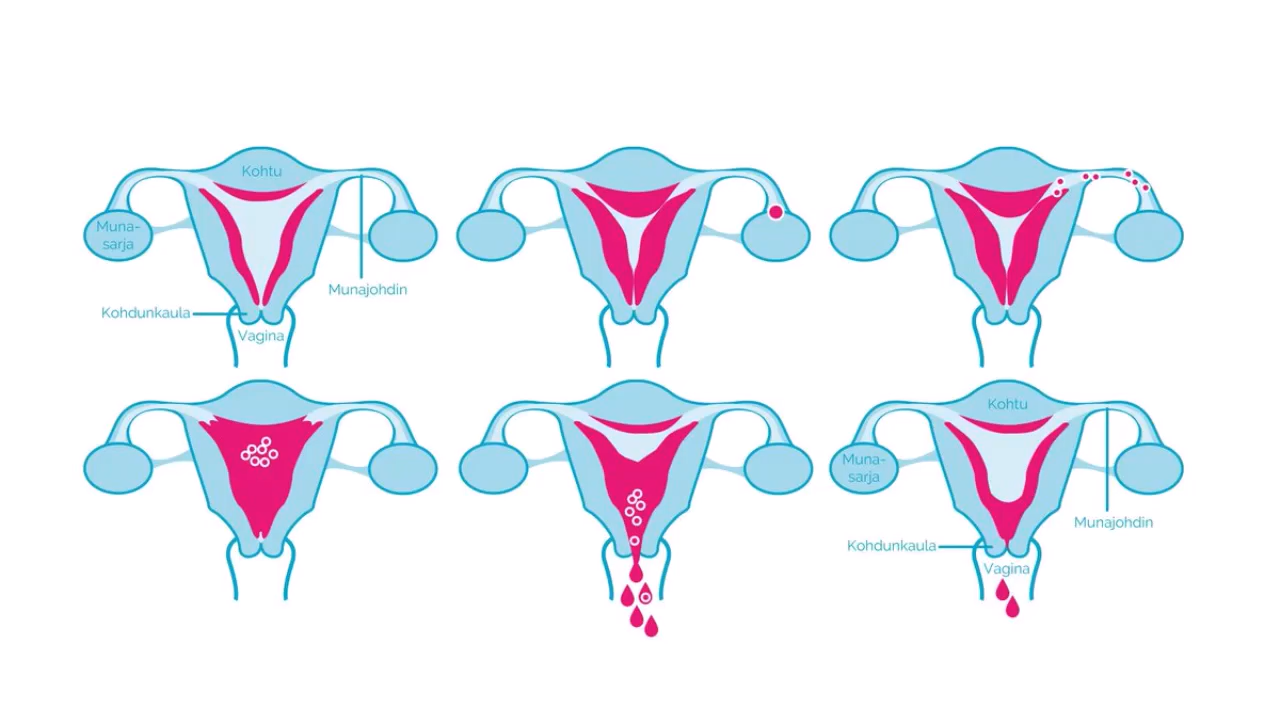 Kohtu
Muna-
sarja
Munajohdin
Kohdunkaula
Vagina
Kohtu
Muna-
sarja
Munajohdin
Kohdunkaula
Vagina